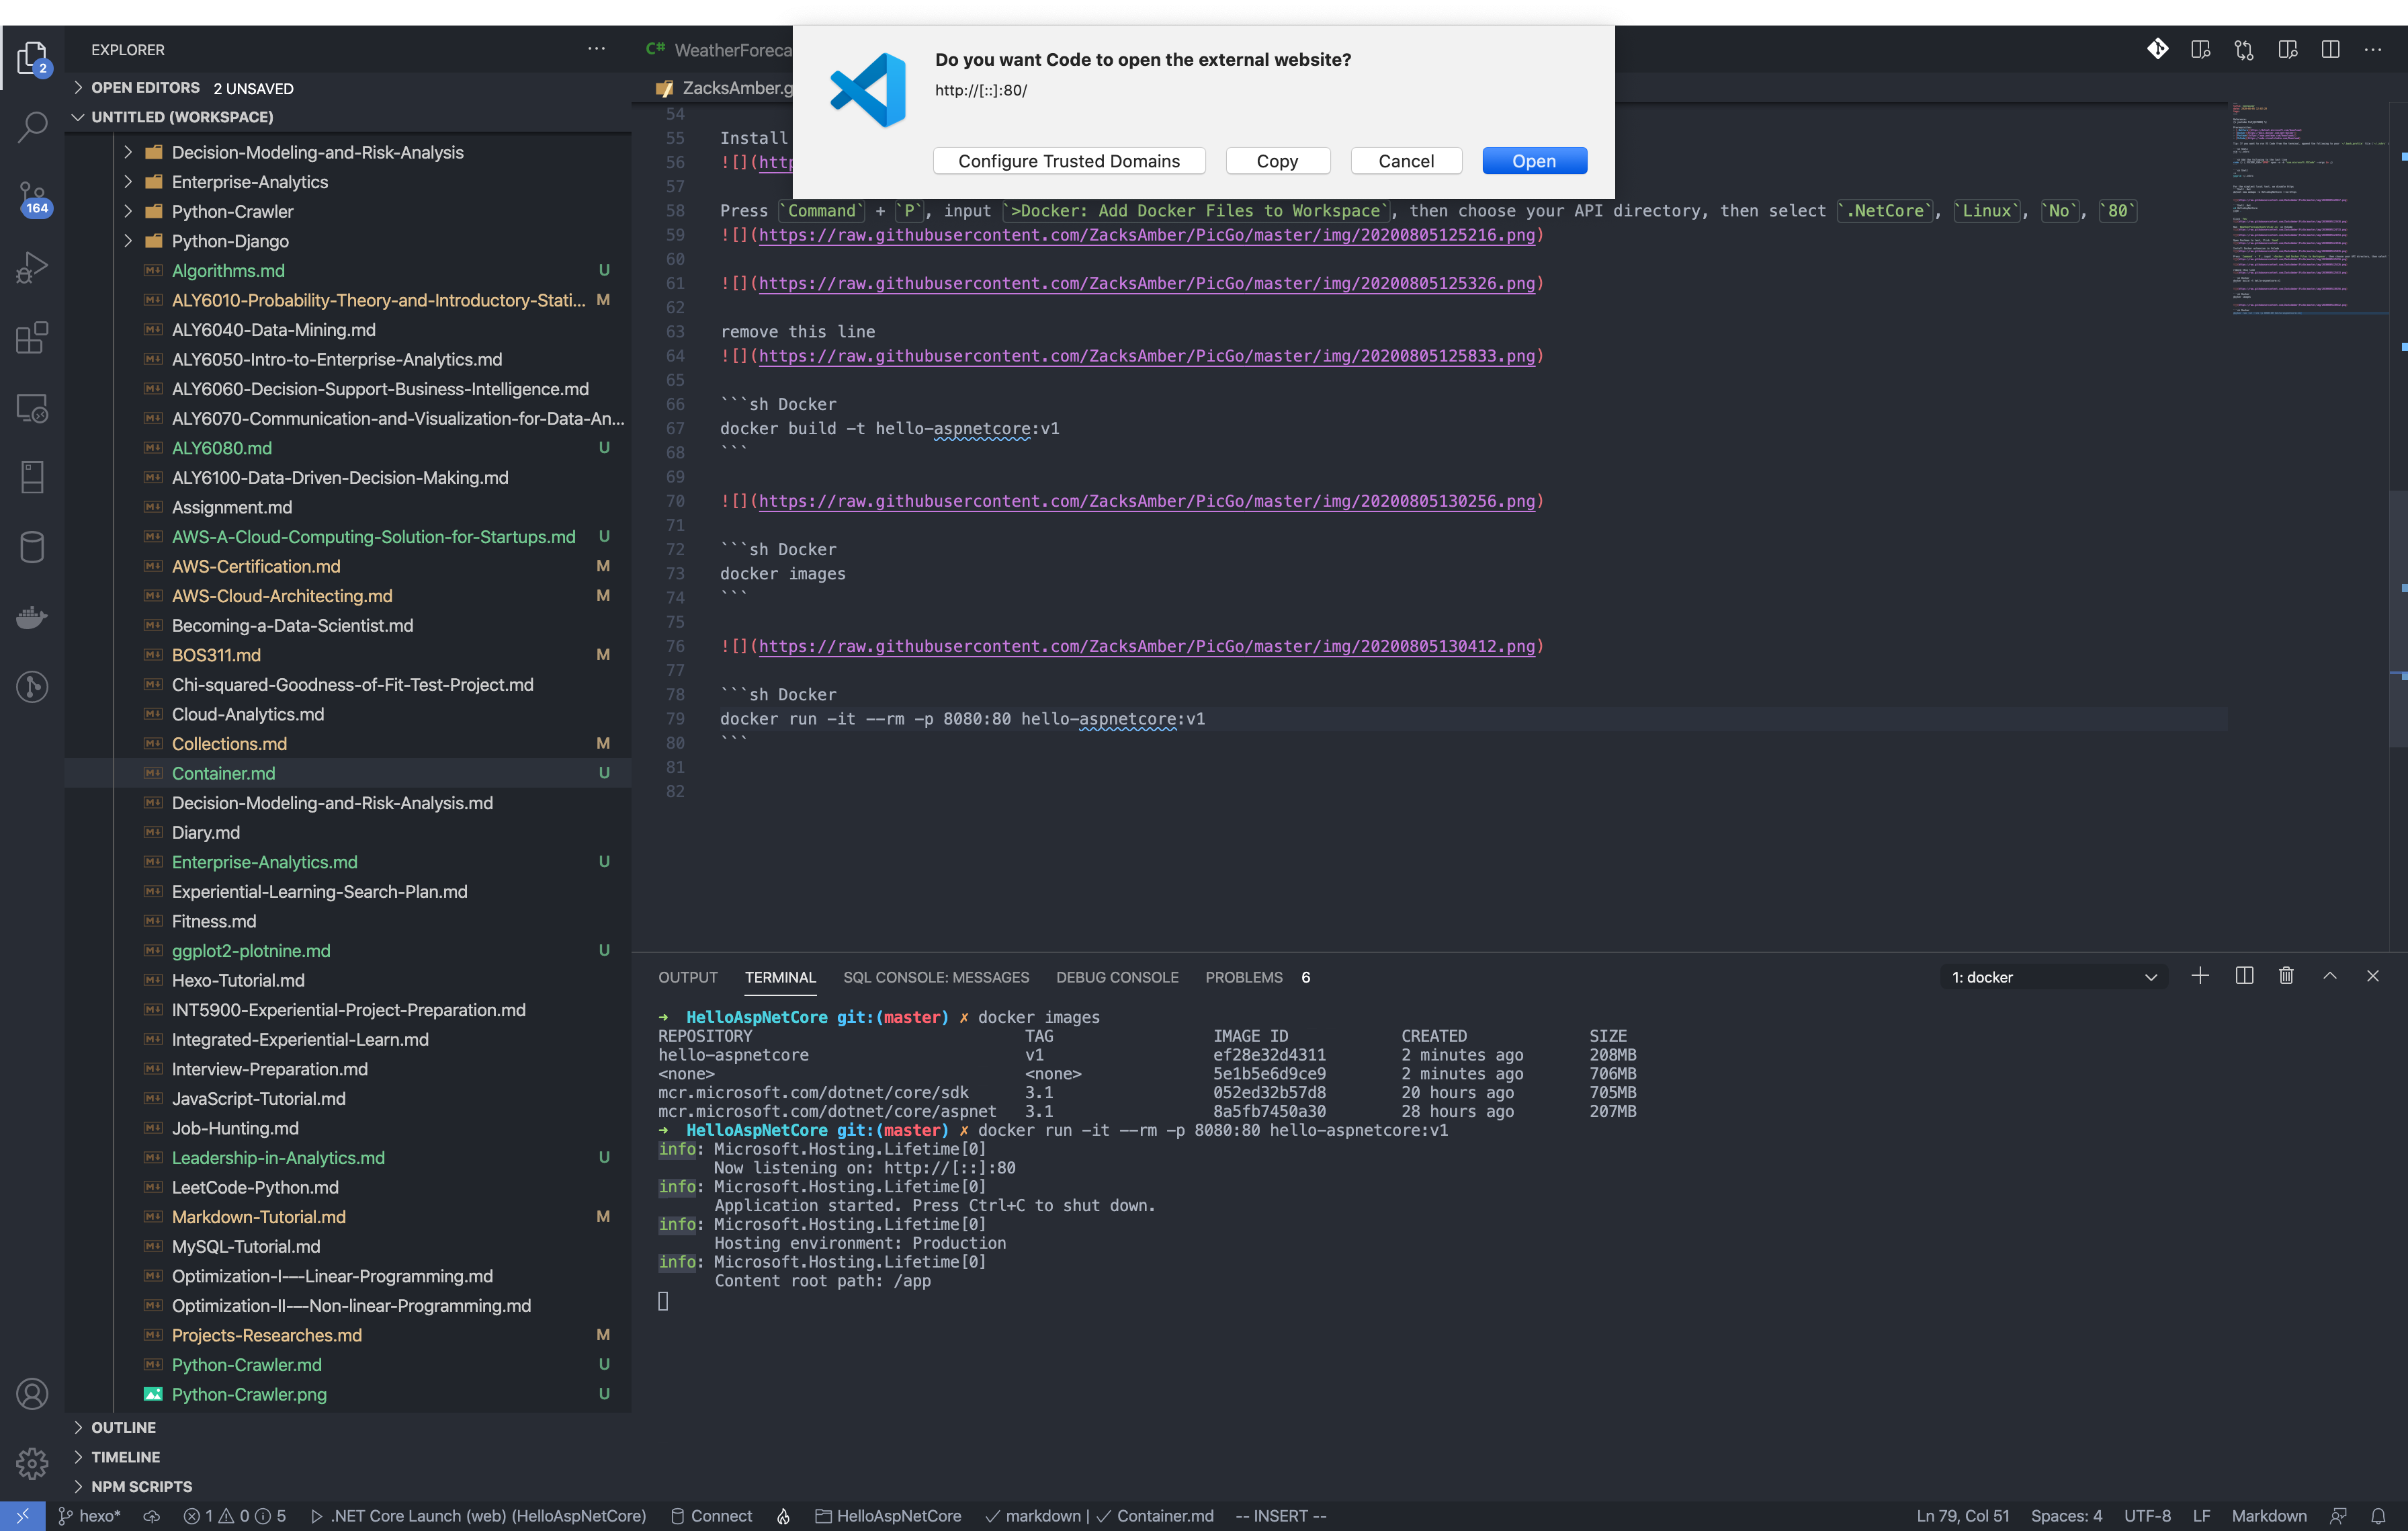 Do you want Code to open the external website?
http://[::]:80/
Configure Trusted Domains
Copy
Cancel
Open
EXPLORER
OPEN EDITORS 2 UNSAVED
UNTITLED (WORKSPACE)
2
164
Decision-Modeling-and-Risk-Analysis
Enterprise-Analytics
Python-Crawler
Python-Django
Algorithms.md U
ALY6010-Probability-Theory-and-Introductory-Stati... M
ALY6040-Data-Mining.md
ALY6050-Intro-to-Enterprise-Analytics.md
ALY6060-Decision-Support-Business-Intelligence.md
ALY6070-Communication-and-Visualization-for-Data-An...
ALY6080.md U
ALY6100-Data-Driven-Decision-Making.md
Assignment.md
AWS-A-Cloud-Computing-Solution-for-Startups.md U
AWS-Certification.md M
AWS-Cloud-Architecting.md M
Becoming-a-Data-Scientist.md
BOS311.md M
Chi-squared-Goodness-of-Fit-Test-Project.md
Cloud-Analytics.md
Collections.md M
Container.md U
Decision-Modeling-and-Risk-Analysis.md
Diary.md
Enterprise-Analytics.md U
Experiential-Learning-Search-Plan.md
Fitness.md
ggplot2-plotnine.md U
Hexo-Tutorial.md
INT5900-Experiential-Project-Preparation.md
Integrated-Experiential-Learn.md
Interview-Preparation.md
JavaScript-Tutorial.md
Job-Hunting.md
Leadership-in-Analytics.md U
LeetCode-Python.md
Markdown-Tutorial.md M
MySQL-Tutorial.md
Optimization-I-—Linear-Programming.md
Optimization-II-—Non-linear-Programming.md
Projects-Researches.md M
Python-Crawler.md U
Python-Crawler.png U
OUTLINE
TIMELINE
NPM SCRIPTS
C# WeatherForeca
ZacksAmber.g
54
55 Install
56 ![](http
57
58 Press `Command` + `P`, input `>Docker: Add Docker Files to Workspace`, then choose your API directory, then select `.NetCore`, `Linux`, `No`, `80`
59 ![](https://raw.githubusercontent.com/ZacksAmber/PicGo/master/img/20200805125216.png)
60
61 ![](https://raw.githubusercontent.com/ZacksAmber/PicGo/master/img/20200805125326.png)
62
63 remove this line
64 ![](https://raw.githubusercontent.com/ZacksAmber/PicGo/master/img/20200805125833.png)
65
66 ```sh Docker
67 docker build -t hello-aspnetcore:v1
68 ```
69
70 ![](https://raw.githubusercontent.com/ZacksAmber/PicGo/master/img/20200805130256.png)
71
72 ```sh Docker
73 docker images
74 ```
75
76 ![](https://raw.githubusercontent.com/ZacksAmber/PicGo/master/img/20200805130412.png)
77
78 ```sh Docker
79 docker run -it --rm -p 8080:80 hello-aspnetcore:v1
80 ```
81
82
OUTPUT TERMINAL SQL CONSOLE: MESSAGES DEBUG CONSOLE PROBLEMS 6 1: docker
➜ HelloAspNetCore git:(master) ✗ docker images
REPOSITORY TAG IMAGE ID CREATED SIZE
hello-aspnetcore v1 ef28e32d4311 2 minutes ago 208MB
<none> <none> 5e1b5e6d9ce9 2 minutes ago 706MB
mcr.microsoft.com/dotnet/core/sdk 3.1 052ed32b57d8 20 hours ago 705MB
mcr.microsoft.com/dotnet/core/aspnet 3.1 8a5fb7450a30 28 hours ago 207MB
➜ HelloAspNetCore git:(master) ✗ docker run -it --rm -p 8080:80 hello-aspnetcore:v1
info: Microsoft.Hosting.Lifetime[0]
Now listening on: http://[::]:80
info: Microsoft.Hosting.Lifetime[0]
Application started. Press Ctrl+C to shut down.
info: Microsoft.Hosting.Lifetime[0]
Hosting environment: Production
info: Microsoft.Hosting.Lifetime[0]
Content root path: /app
hexo* 1 0 5 .NET Core Launch (web) (HelloAspNetCore) Connect HelloAspNetCore markdown | Container.md -- INSERT -- Ln 79, Col 51 Spaces: 4 UTF-8 LF Markdown